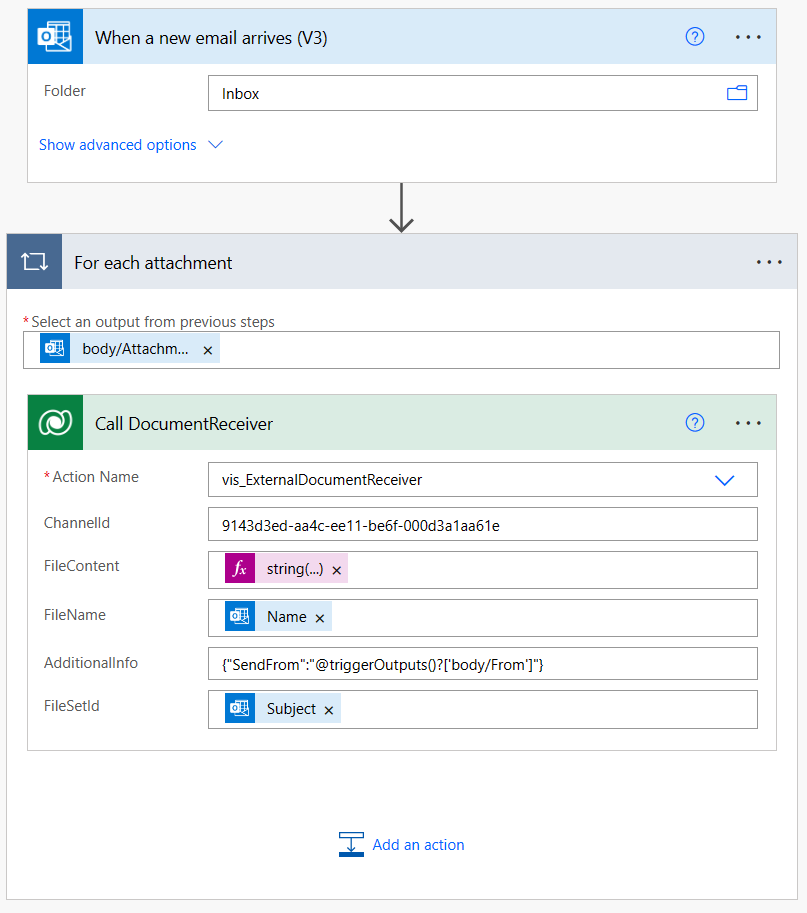 When a new email arrives (V3)
Folder
Inbox
Show advanced options
For each attachment
*Select an output from previous steps
body/Attachm... ×
Call DocumentReceiver
*Action Name
vis_ExternalDocumentReceiver
ChannelId
9143d3ed-aa4c-ee11-be6f-000d3a1aa61e
FileContent
fx string(...) ×
FileName
Name ×
AdditionalInfo
{"SendFrom":"@triggerOutputs()?['body/From']"}
FileSetId
Subject ×
Add an action